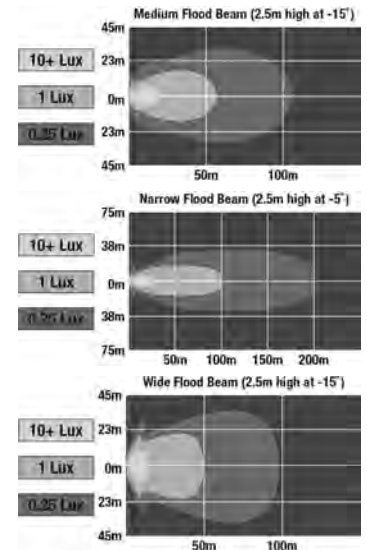 Medium Flood Beam (2.5m high at -15˚)
45m
10+ Lux
23m
1 Lux
0m
0.25 Lux
23m
45m
50m 100m
Narrow Flood Beam (2.5m high at -5˚)
75m
10+ Lux
38m
1 Lux
0m
0.25 Lux
38m
75m
50m 100m 150m 200m
Wide Flood Beam (2.5m high at -15˚)
45m
10+ Lux
23m
1 Lux
0m
0.25 Lux
23m
45m
50m 100m